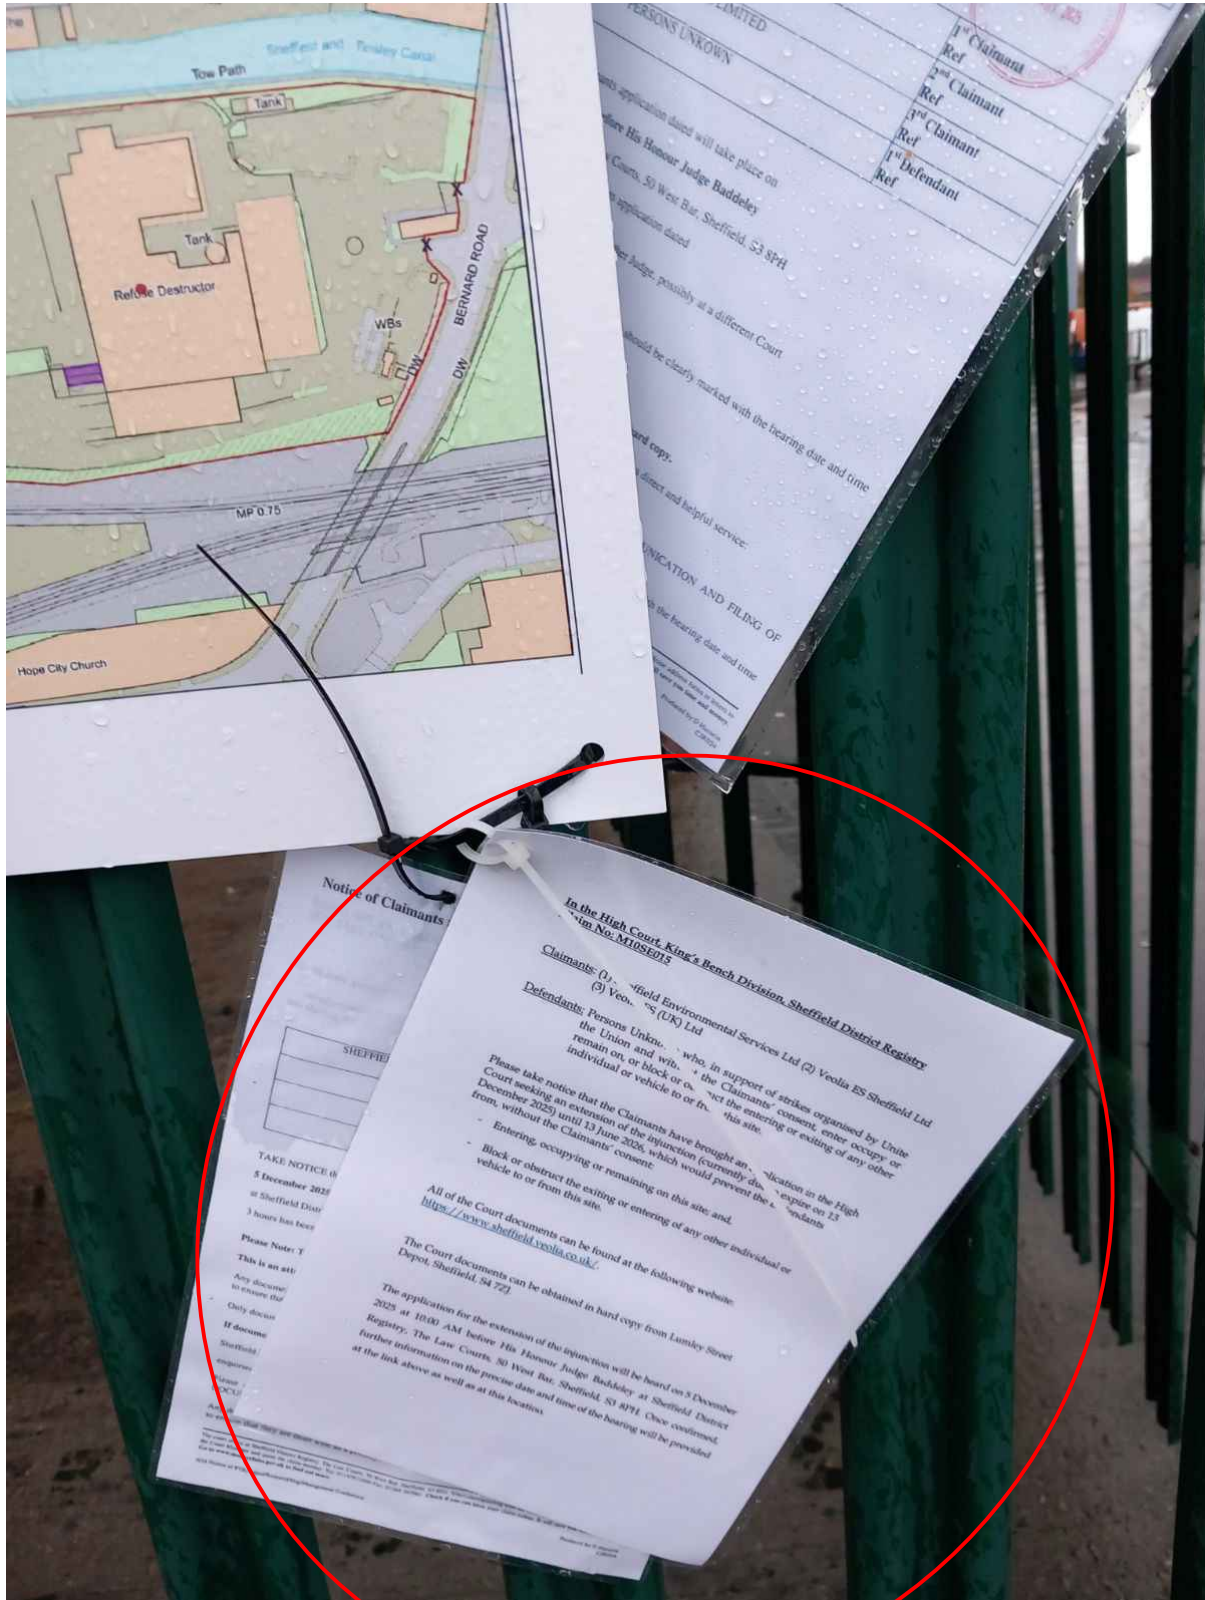 Sheffield and Tinsley Canal
Tow Path
Tank
Tank
Refuse Destructor
WBs
BERNARD ROAD
DW
DW
MP 0.75
Hope City Church
LIMITED
PERSONS UNKOWN
1st Claimant
Ref
2nd Claimant
Ref
3rd Claimant
Ref
1st Defendant
Ref
application dated will take place on
His Honour Judge Baddeley
Courts, 50 West Bar, Sheffield, S3 8PH
application dated
Judge, possibly at a different Court
should be clearly marked with the hearing date and time
copy.
direct and helpful service:
AND FILING OF
the hearing date and time
Notice of Claimants
TAKE NOTICE
5 December 2025
at Sheffield
3 hours has been
Please Note:
This is an
Any
to ensure
Only
If
Sheffield
In the High Court, King's Bench Division, Sheffield District Registry
Claim No: M10SE015
Claimants: (1) Sheffield Environmental Services Ltd (2) Veolia ES Sheffield Ltd
(3) Veolia ES (UK) Ltd
Defendants: Persons Unknown who, in support of strikes organised by Unite
the Union and without the Claimants' consent, enter occupy or
remain on, or block or obstruct the entering or exiting of any other
individual or vehicle to or from this site.
Please take notice that the Claimants have brought an application in the High
Court seeking an extension of the injunction (currently due to expire on 13
December 2025) until 13 June 2026, which would prevent the defendants
from, without the Claimants' consent:
- Entering, occupying or remaining on this site; and,
- Block or obstruct the exiting or entering of any other individual or
vehicle to or from this site.
All of the Court documents can be found at the following website:
https://www.sheffield.veolia.co.uk/.
The Court documents can be obtained in hard copy from Lumley Street
Depot, Sheffield, S4 7ZJ.
The application for the extension of the injunction will be heard on 5 December
2025 at 10:00 AM before His Honour Judge Baddeley at Sheffield District
Registry, The Law Courts, 50 West Bar, Sheffield, S3 8PH. Once confirmed,
further information on the precise date and time of the hearing will be provided
at the link above as well as at this location.